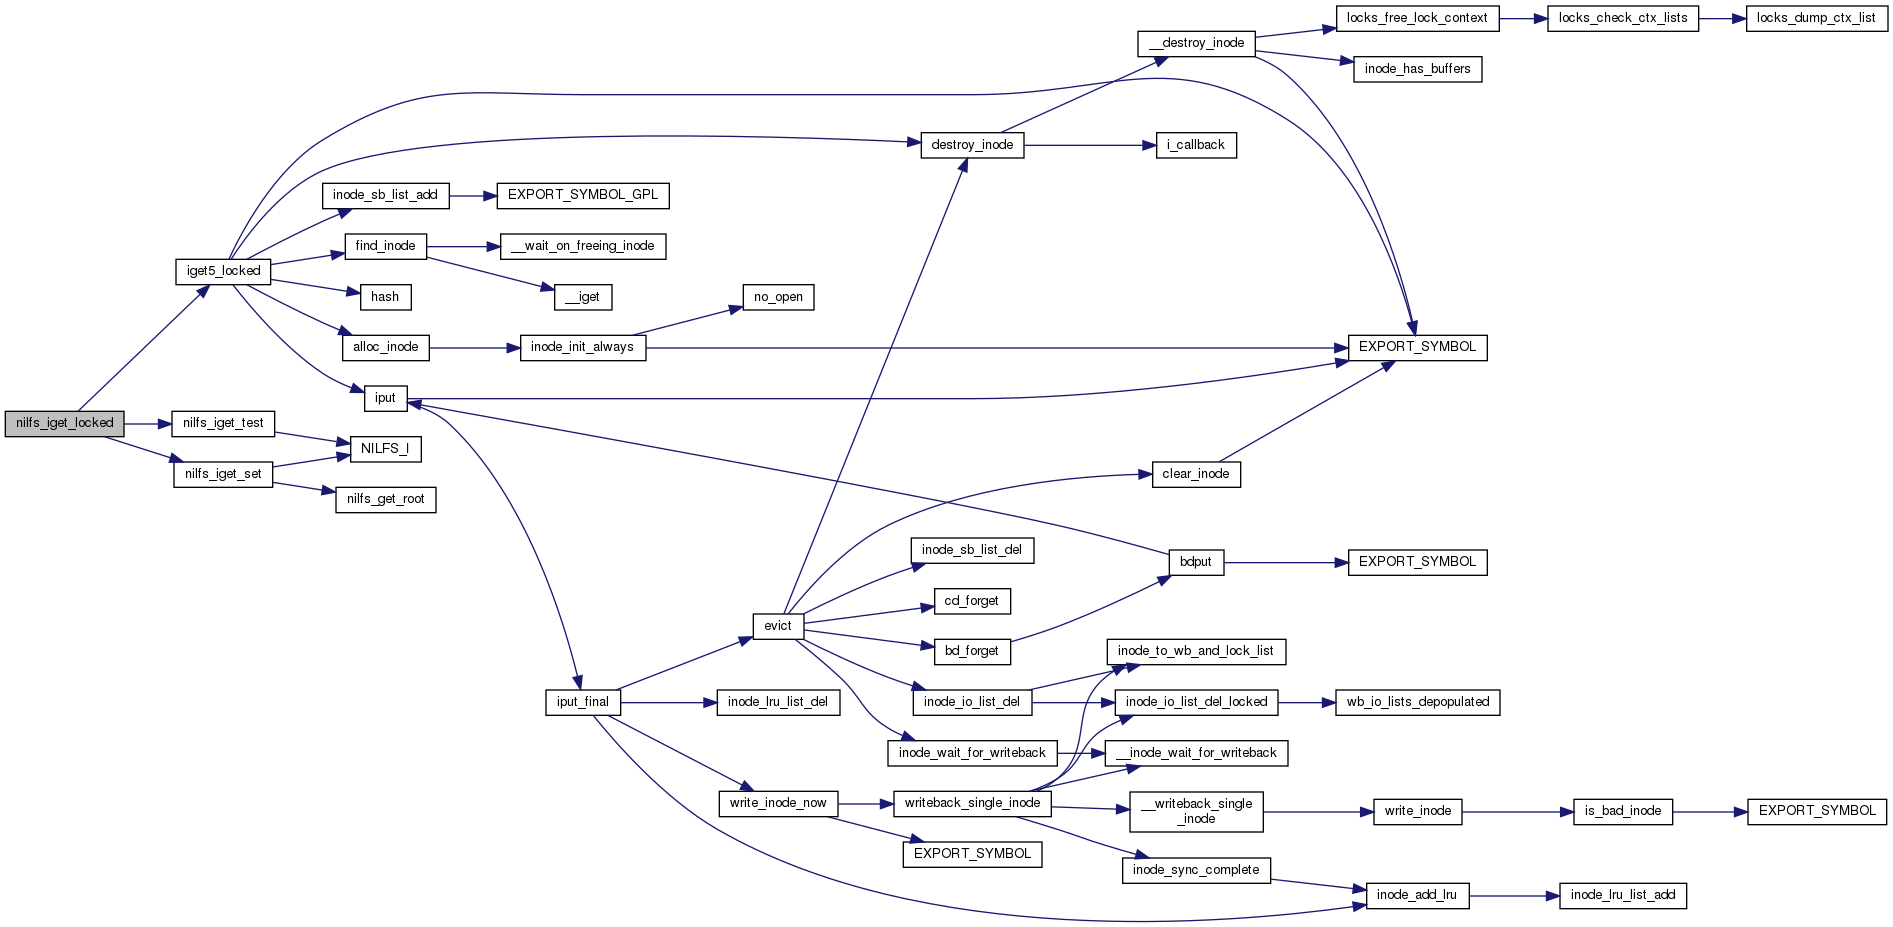 locks_free_lock_context
locks_check_ctx_lists
locks_dump_ctx_list
__destroy_inode
inode_has_buffers
destroy_inode
i_callback
inode_sb_list_add
EXPORT_SYMBOL_GPL
find_inode
__wait_on_freeing_inode
iget5_locked
hash
__iget
no_open
alloc_inode
inode_init_always
EXPORT_SYMBOL
iput
nilfs_iget_locked
nilfs_iget_test
NILFS_I
nilfs_iget_set
clear_inode
nilfs_get_root
inode_sb_list_del
bdput
EXPORT_SYMBOL
cd_forget
evict
bd_forget
inode_to_wb_and_lock_list
iput_final
inode_lru_list_del
inode_io_list_del
inode_io_list_del_locked
wb_io_lists_depopulated
inode_wait_for_writeback
__inode_wait_for_writeback
write_inode_now
writeback_single_inode
__writeback_single
_inode
write_inode
is_bad_inode
EXPORT_SYMBOL
EXPORT_SYMBOL
inode_sync_complete
inode_add_lru
inode_lru_list_add